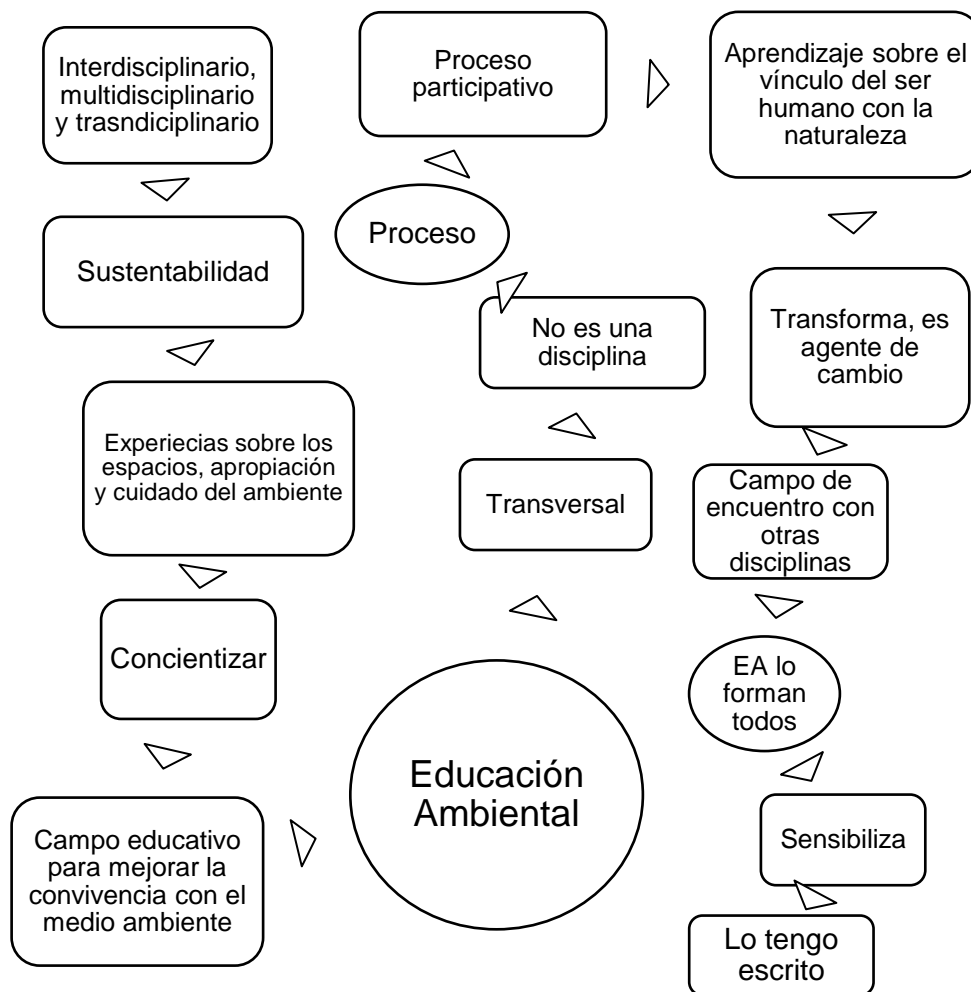 Interdisciplinario,
multidisciplinario
y trasndiciplinario
Sustentabilidad
Experiecias sobre los
espacios, apropiación
y cuidado del ambiente
Concientizar
Campo educativo
para mejorar la
convivencia con el
medio ambiente
Proceso
participativo
Proceso
No es una
disciplina
Transversal
Educación
Ambiental
Aprendizaje sobre el
vínculo del ser
humano con la
naturaleza
Transforma, es
agente de
cambio
Campo de
encuentro con
otras
disciplinas
EA lo
forman
todos
Sensibiliza
Lo tengo
escrito